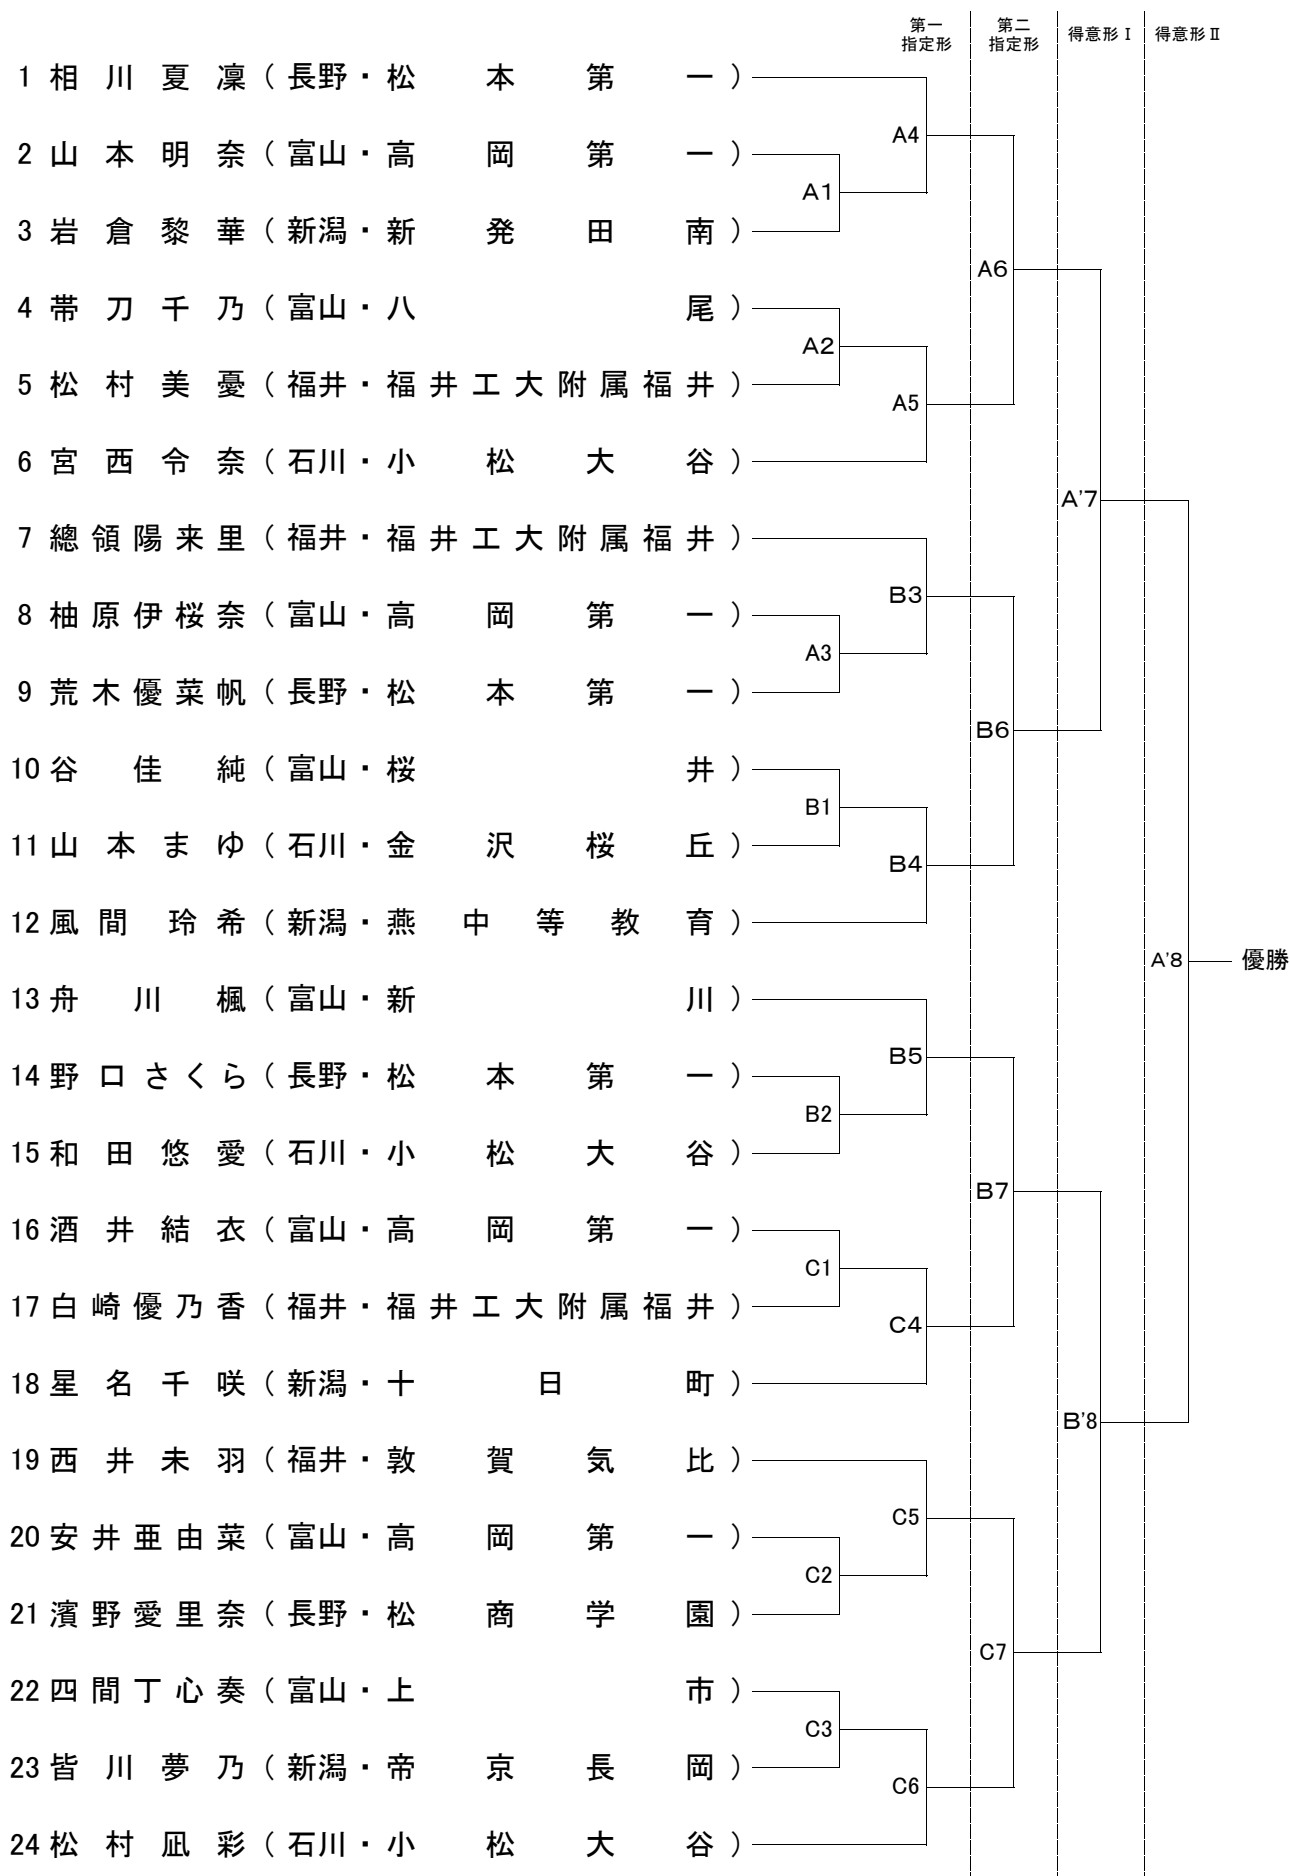 第一指定形 第二指定形 得意形Ⅰ 得意形Ⅱ
1 相川夏凜（長野・松本第一）
A4
2 山本明奈（富山・高岡第一）
A1
3 岩倉黎華（新潟・新発田南）
A6
4 帯刀千乃（富山・八尾）
A2
5 松村美憂（福井・福井工大附属福井）
A5
6 宮西令奈（石川・小松大谷）
A'7
7 總領陽来里（福井・福井工大附属福井）
B3
8 柚原伊桜奈（富山・高岡第一）
A3
9 荒木優菜帆（長野・松本第一）
B6
10 谷佳純（富山・桜井）
B1
11 山本まゆ（石川・金沢桜丘）
B4
12 風間玲希（新潟・燕中等教育）
A'8 優勝
13 舟川楓（富山・新川）
B5
14 野口さくら（長野・松本第一）
B2
15 和田悠愛（石川・小松大谷）
B7
16 酒井結衣（富山・高岡第一）
C1
17 白崎優乃香（福井・福井工大附属福井）
C4
18 星名千咲（新潟・十日町）
B'8
19 西井未羽（福井・敦賀気比）
C5
20 安井亜由菜（富山・高岡第一）
C2
21 濱野愛里奈（長野・松商学園）
C7
22 四間丁心奏（富山・上市）
C3
23 皆川夢乃（新潟・帝京長岡）
C6
24 松村凪彩（石川・小松大谷）